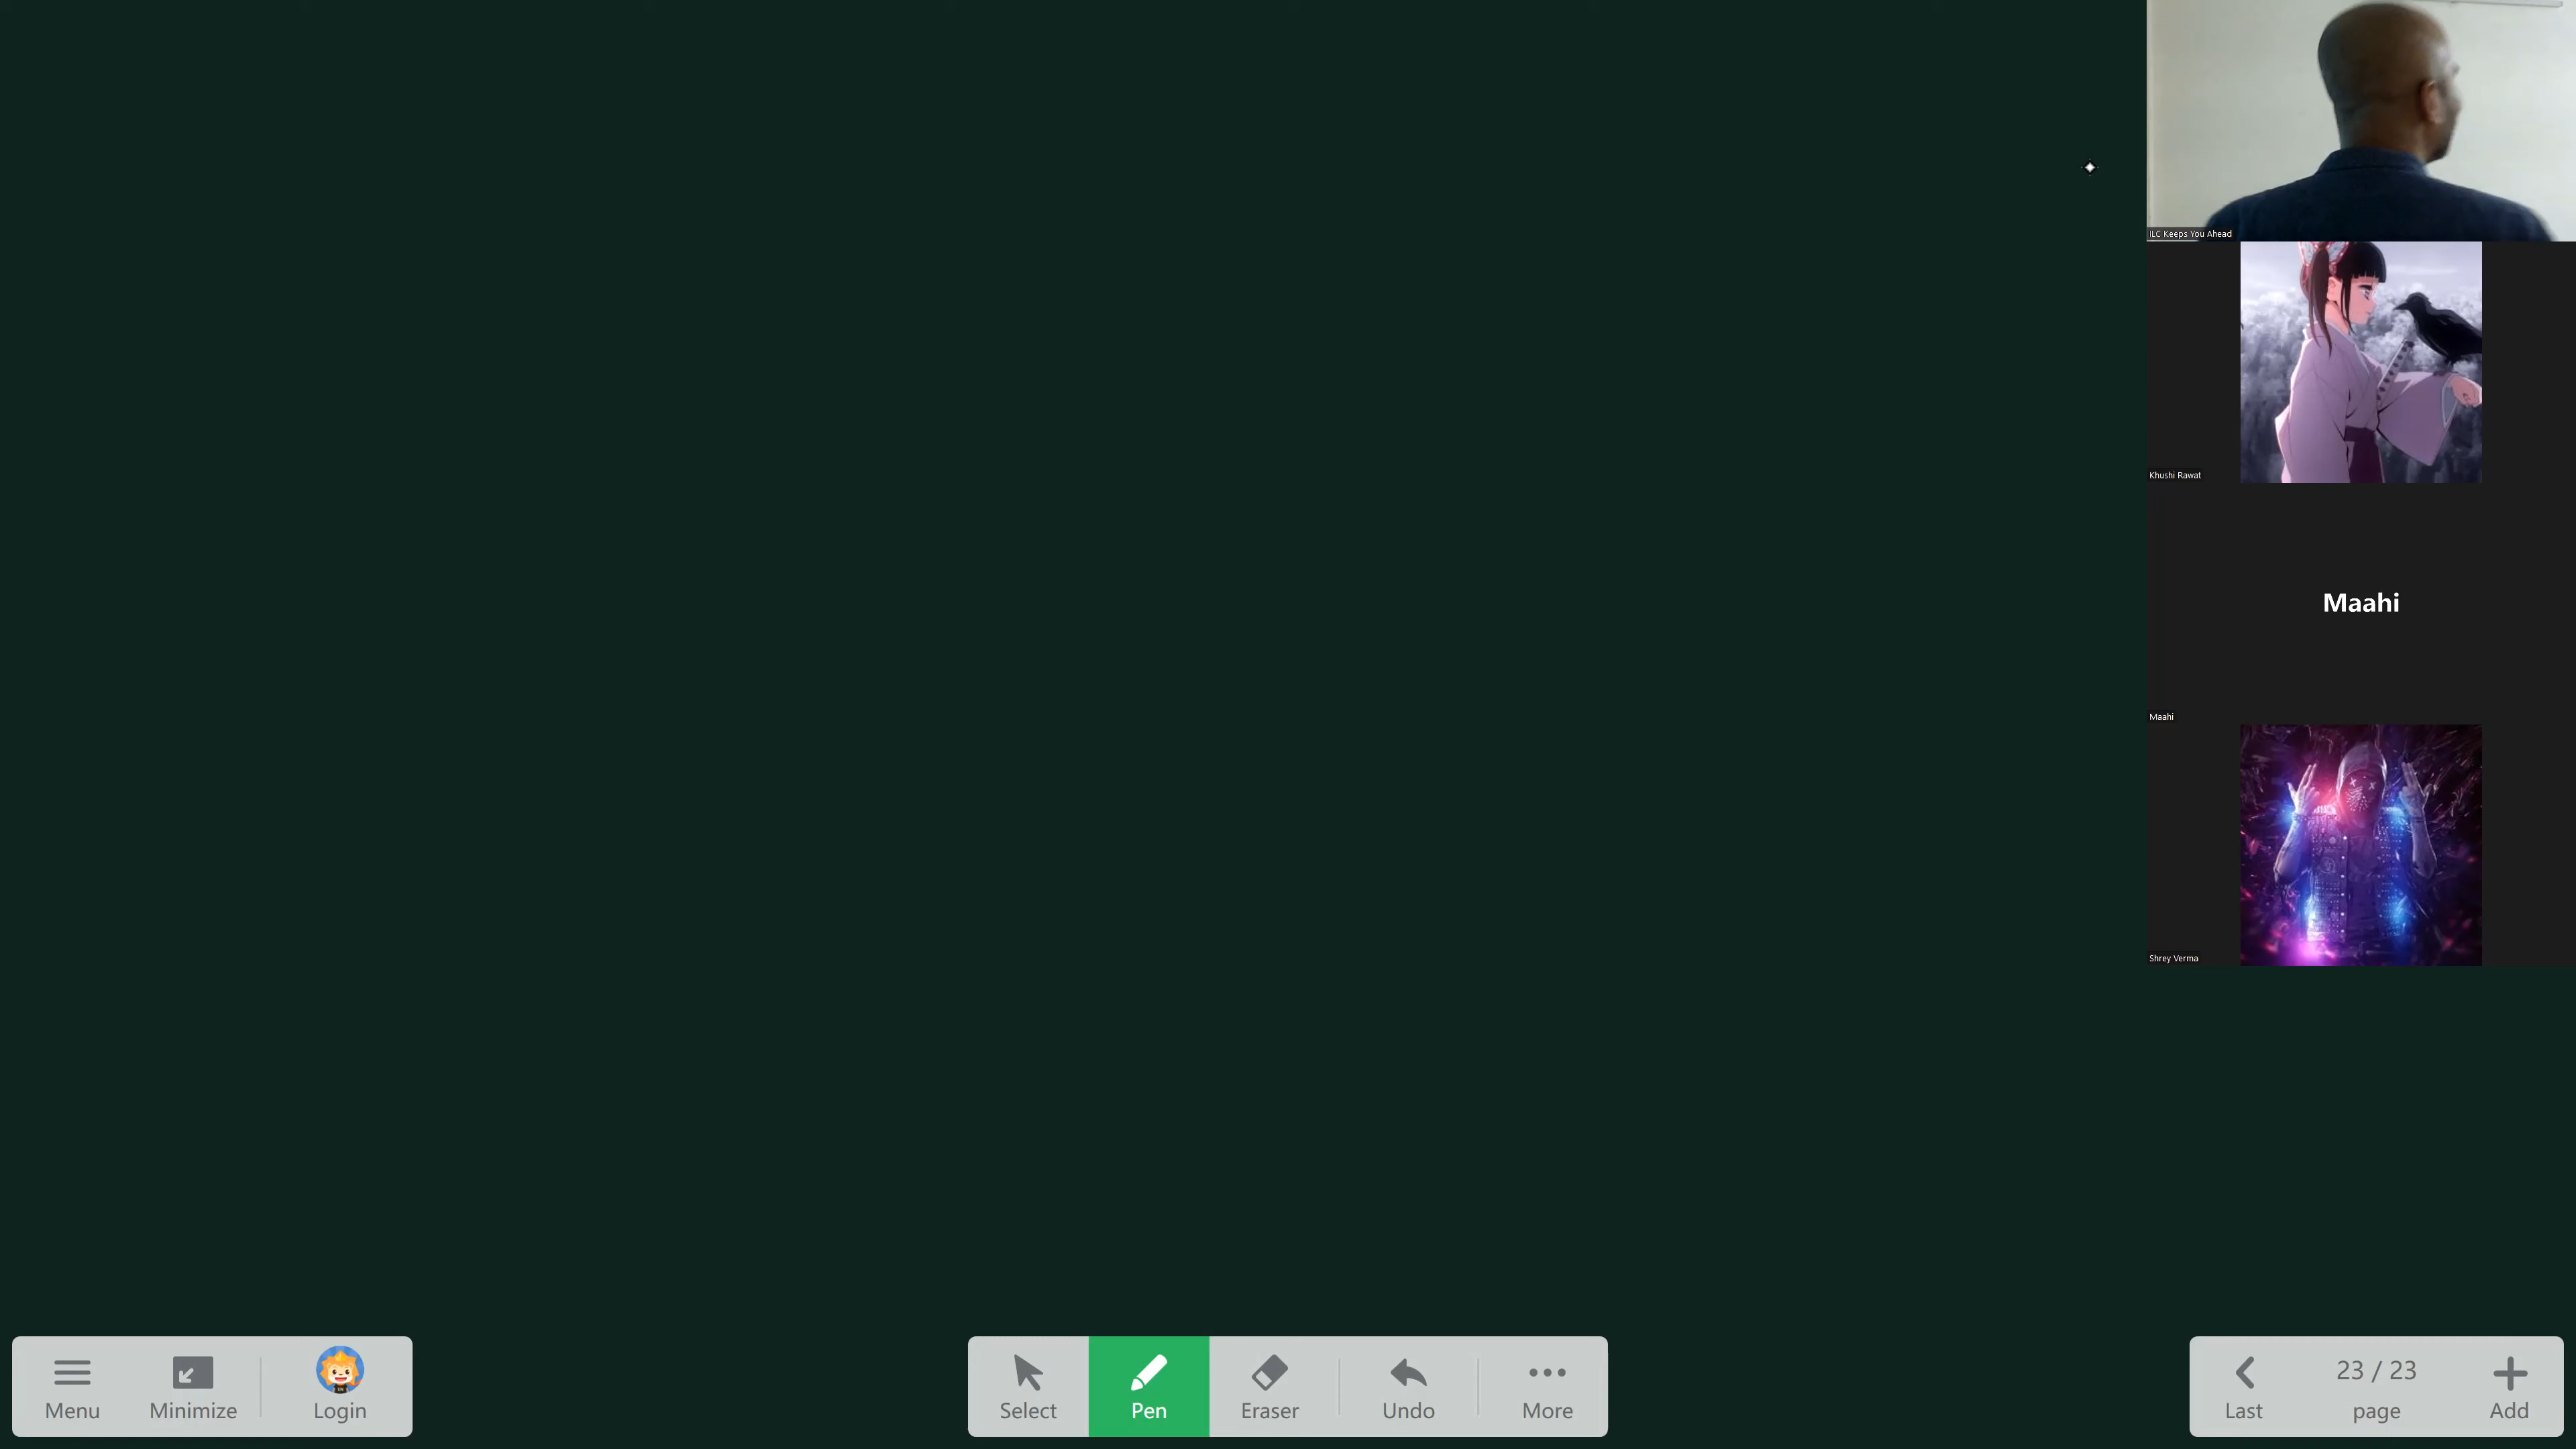 ILC Keeps You Ahead
Khushi Rawat
Maahi
Maahi
Shrey Verma
Menu
Minimize
Login
Select
Pen
Eraser
Undo
More
Last
23 / 23
page
Add